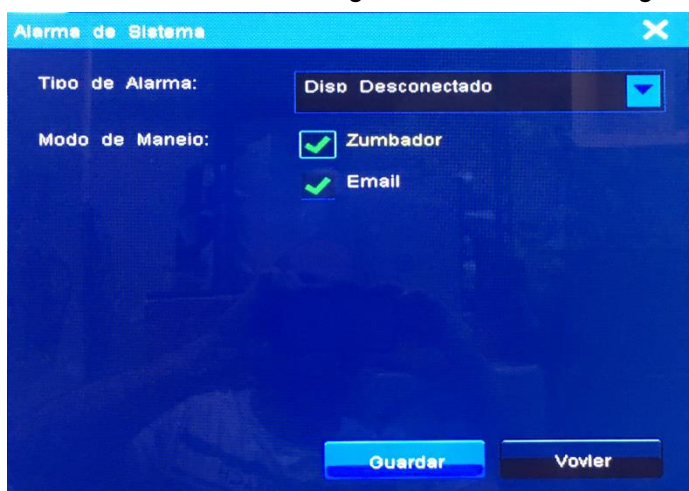 Alarma de Sistema
Tipo de Alarma: Disp Desconectado
Modo de Manejo: Zumbador
Email
Guardar Vovler